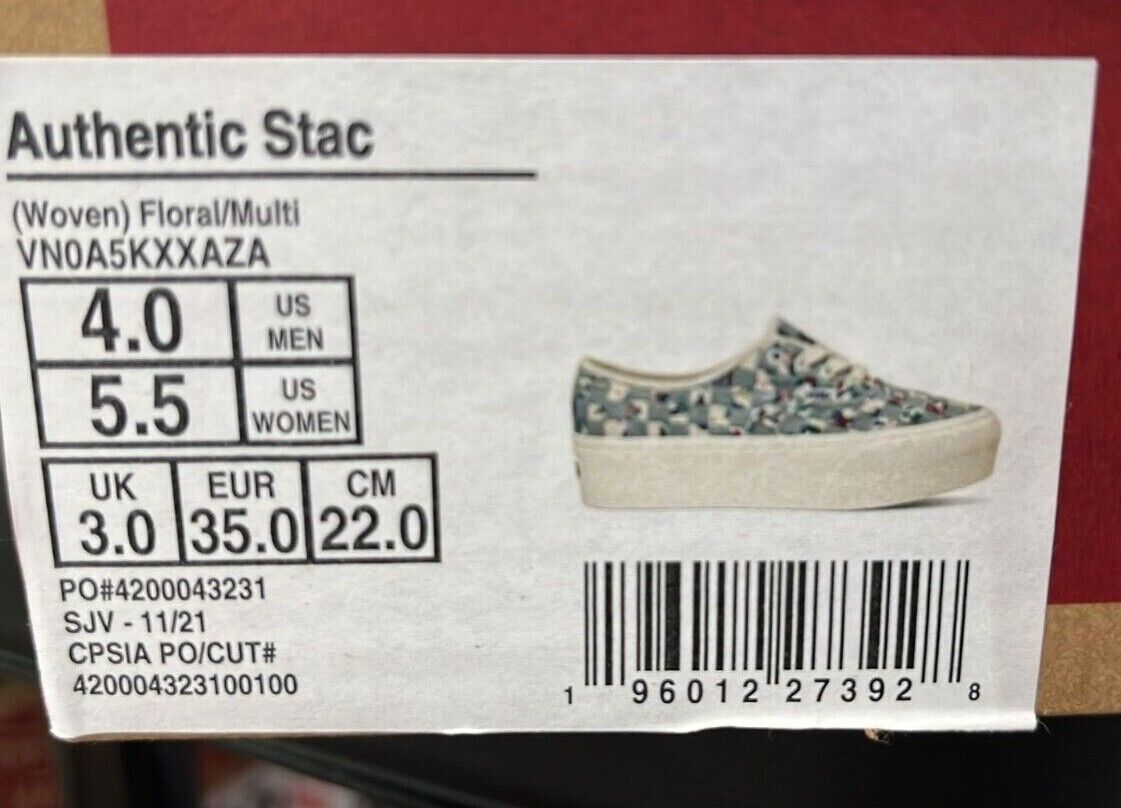 Authentic Stac
(Woven) Floral/Multi
VN0A5KXXAZA
4.0 US MEN
5.5 US WOMEN
UK EUR CM
3.0 35.0 22.0
PO#4200043231
SJV - 11/21
CPSIA PO/CUT#
420004323100100
1 96012 27392 8